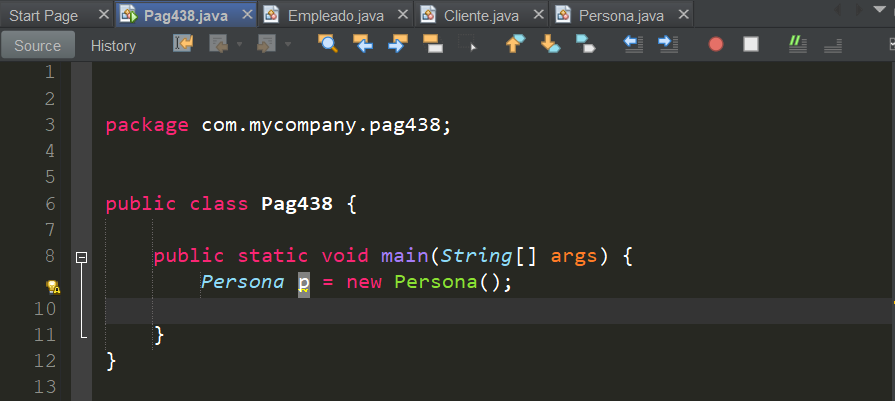 Start Page Pag438.java Empleado.java Cliente.java Persona.java
Source History
1
2
3 package com.mycompany.pag438;
4
5
6 public class Pag438 {
7
8 public static void main(String[] args) {
Persona p = new Persona();
10
11 }
12 }
13